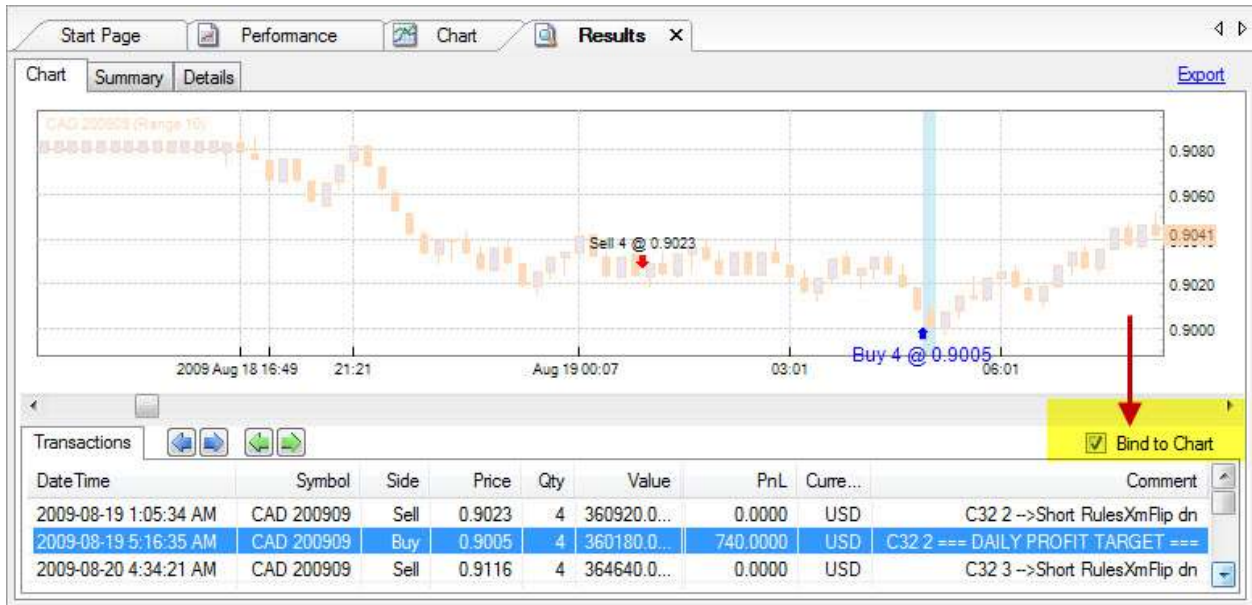 Start Page Performance Chart Results X
Chart Summary Details Export
CAD 200909 (Range 10)
0.9080
0.9060
Sell 4 @ 0.9023
0.9041
0.9020
0.9000
Buy 4 @ 0.9005
2009 Aug 18 16:49 21:21 Aug 19 00:07 03:01 06:01
Transactions Bind to Chart
DateTime Symbol Side Price Qty Value PnL Curre... Comment
2009-08-19 1:05:34 AM CAD 200909 Sell 0.9023 4 360920.0... 0.0000 USD C32 2 -->Short RulesXmFlip dn
2009-08-19 5:16:35 AM CAD 200909 Buy 0.9005 4 360180.0... 740.0000 USD C32 2 === DAILY PROFIT TARGET ===
2009-08-20 4:34:21 AM CAD 200909 Sell 0.9116 4 364640.0... 0.0000 USD C32 3 -->Short RulesXmFlip dn